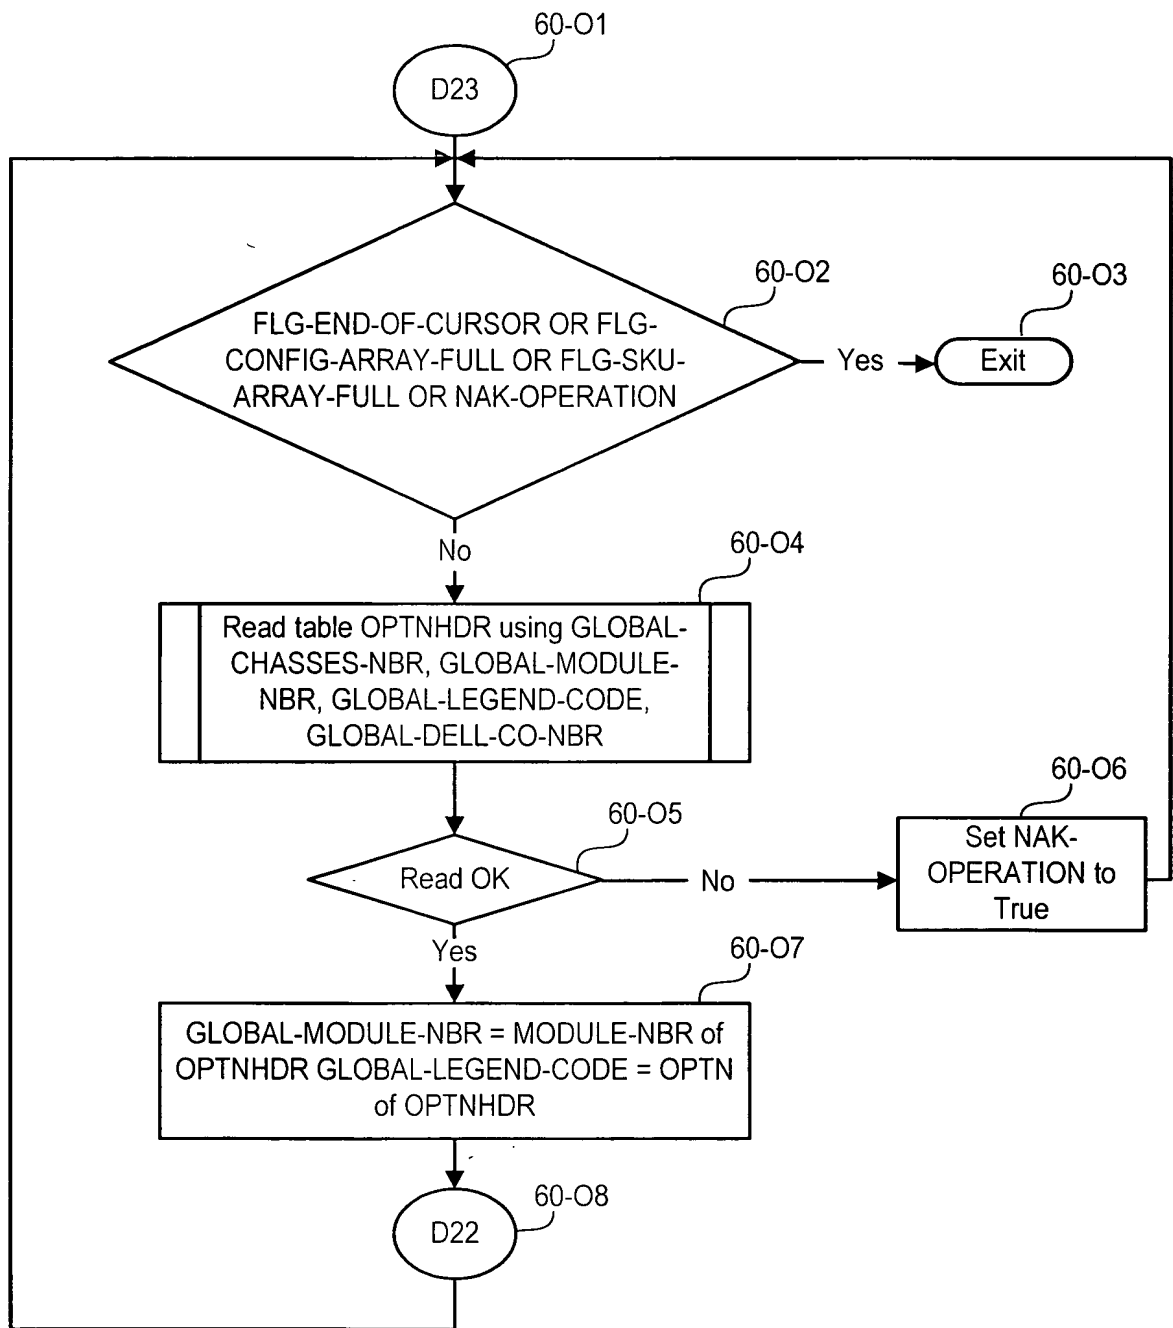 60-O1
D23
60-O2
FLG-END-OF-CURSOR OR FLG-
CONFIG-ARRAY-FULL OR FLG-SKU-
ARRAY-FULL OR NAK-OPERATION
Yes
60-O3
Exit
No
60-O4
Read table OPTNHDR using GLOBAL-
CHASSES-NBR, GLOBAL-MODULE-
NBR, GLOBAL-LEGEND-CODE,
GLOBAL-DELL-CO-NBR
60-O5
Read OK
No
60-O6
Set NAK-
OPERATION to
True
Yes
60-O7
GLOBAL-MODULE-NBR = MODULE-NBR of
OPTNHDR GLOBAL-LEGEND-CODE = OPTN
of OPTNHDR
60-O8
D22